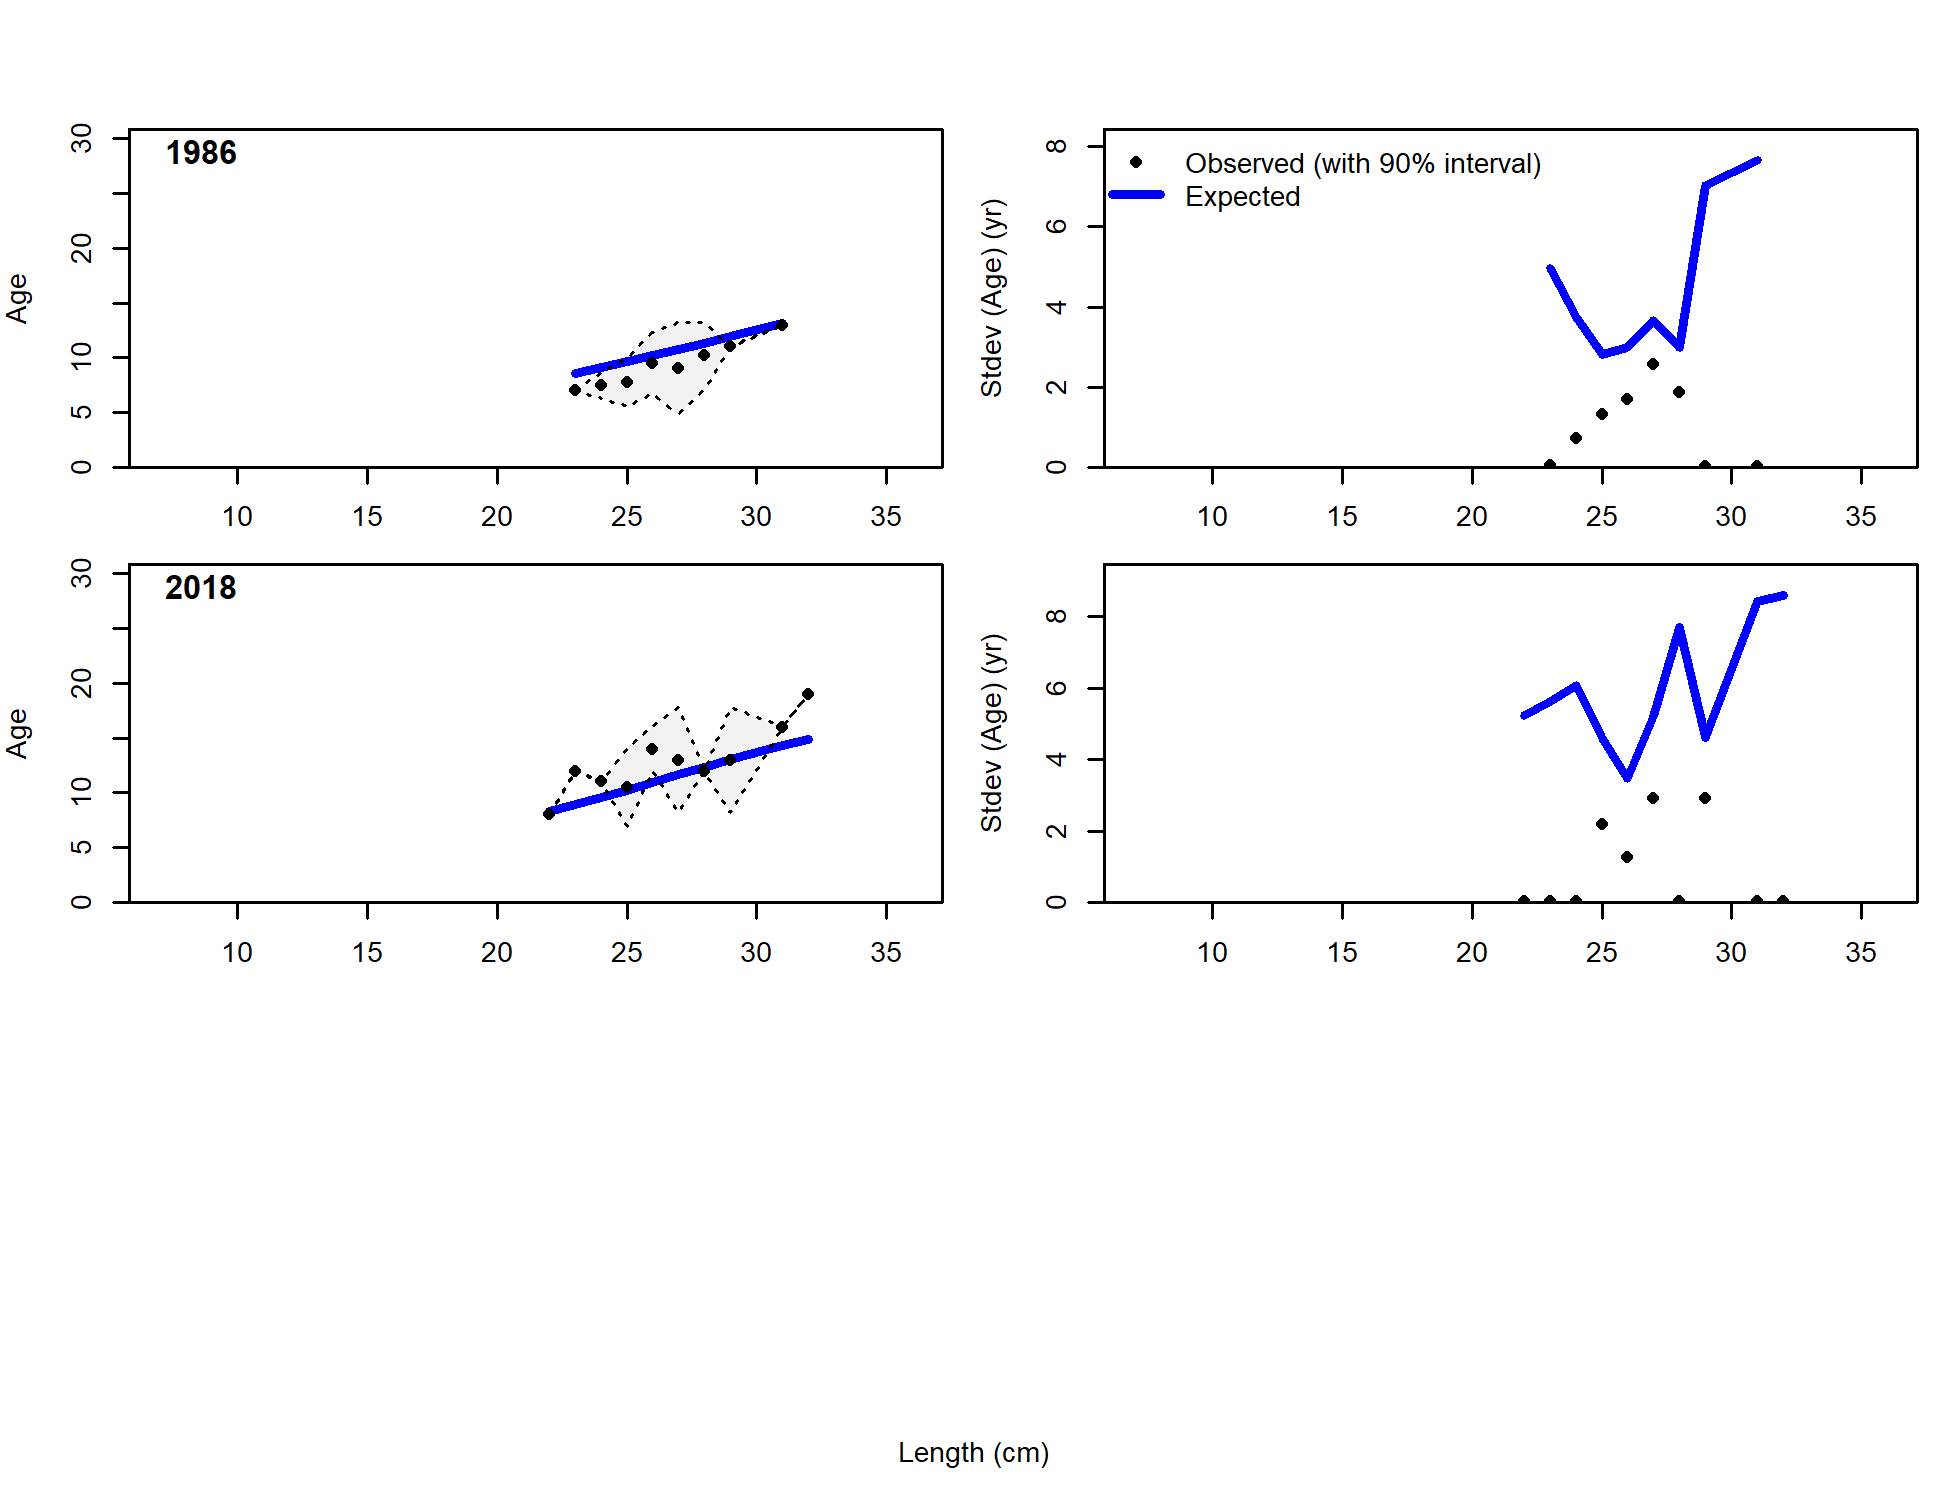 1986
Age
0 5 10 20 30
10 15 20 25 30 35
Observed (with 90% interval)
Expected
Stdev (Age) (yr)
0 2 4 6 8
10 15 20 25 30 35
2018
Age
0 5 10 20 30
10 15 20 25 30 35
Stdev (Age) (yr)
0 2 4 6 8
10 15 20 25 30 35
Length (cm)